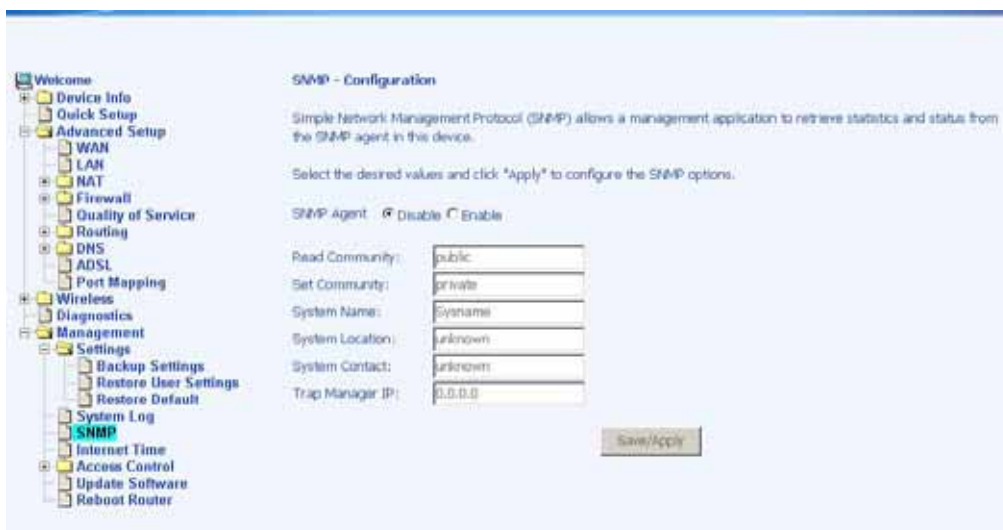 Welcome
Device Info
Quick Setup
Advanced Setup
WAN
LAN
NAT
Firewall
Quality of Service
Routing
DNS
ADSL
Port Mapping
Wireless
Diagnostics
Management
Settings
Backup Settings
Restore User Settings
Restore Default
System Log
SNMP
Internet Time
Access Control
Update Software
Reboot Router
SNMP - Configuration
Simple Network Management Protocol (SNMP) allows a management application to retrieve statistics and status from
the SNMP agent in this device.
Select the desired values and click "Apply" to configure the SNMP options.
SNMP Agent Disable Enable
Read Community: public
Set Community: private
System Name: Sysname
System Location: unknown
System Contact: unknown
Trap Manager IP: 0.0.0.0
Save/Apply